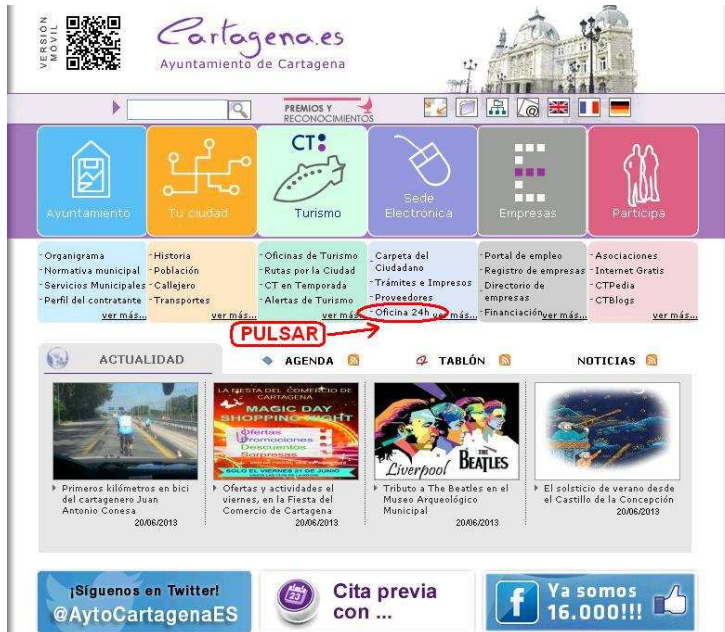 VERSIÓN
MÓVIL
Cartagena.es
Ayuntamiento de Cartagena
PREMIOS Y
RECONOCIMIENTOS
Ayuntamiento
Tu ciudad
CT
Turismo
Sede
Electrónica
Empresas
Participa
- Organigrama
- Normativa municipal
- Servicios Municipales
- Perfil del contratante
ver más...
- Historia
- Población
- Callejero
- Transportes
ver más...
- Oficinas de Turismo
- Rutas por la Ciudad
- CT en Temporada
- Alertas de Turismo
ver más...
- Carpeta del
Ciudadano
- Trámites e Impresos
- Proveedores
- Oficina 24h
ver más...
- Portal de empleo
- Registro de empresas
- Directorio de
empresas
- Financiación
ver más...
- Asociaciones
- Internet Gratis
- CTPedia
- CTBlogs
ver más...
PULSAR
ACTUALIDAD
AGENDA
TABLÓN
NOTICIAS
LA FIESTA DEL COMERCIO DE
CARTAGENA
MAGIC DAY
SHOPPING NIGHT
Ofertas
Promociones
Descuentos
Sorpresas
SOLO EL VIERNES 21 DE JUNIO
Liverpool BEATLES
Primeros kilómetros en bici
del cartagenero Juan
Antonio Conesa
20/06/2013
Ofertas y actividades el
viernes, en la Fiesta del
Comercio de Cartagena
20/06/2013
Tributo a The Beatles en el
Museo Arqueológico
Municipal
20/06/2013
El solsticio de verano desde
el Castillo de la Concepción
20/06/2013
¡Síguenos en Twitter!
@AytoCartagenaES
23
Cita previa
con ...
f
Ya somos
16.000!!!